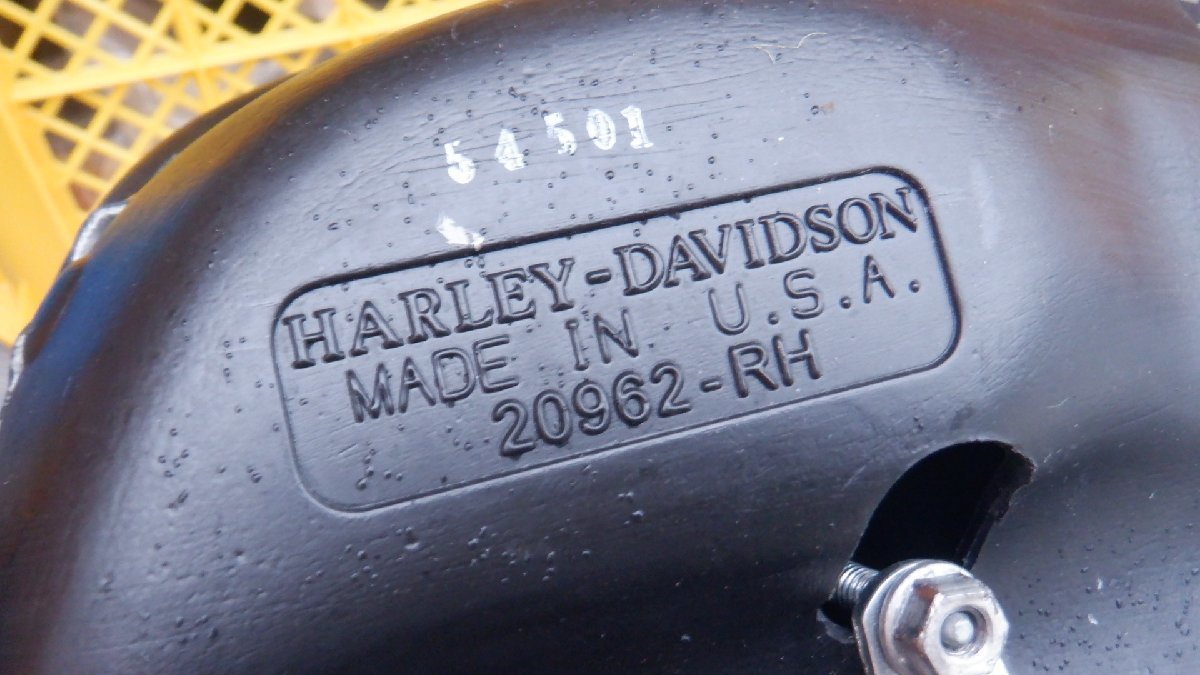 54501
HARLEY-DAVIDSON
MADE IN U.S.A.
20962-RH